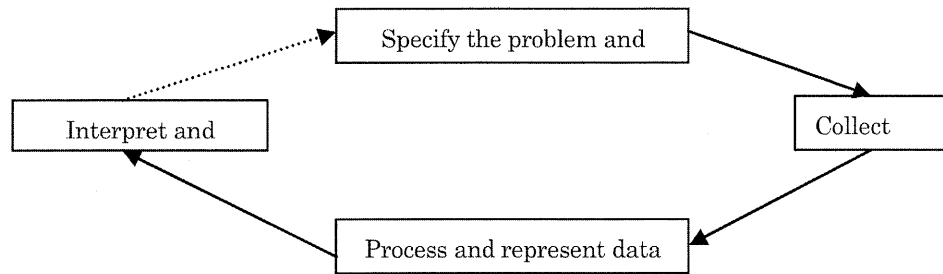 Specify the problem and
Interpret and
Collect
Process and represent data